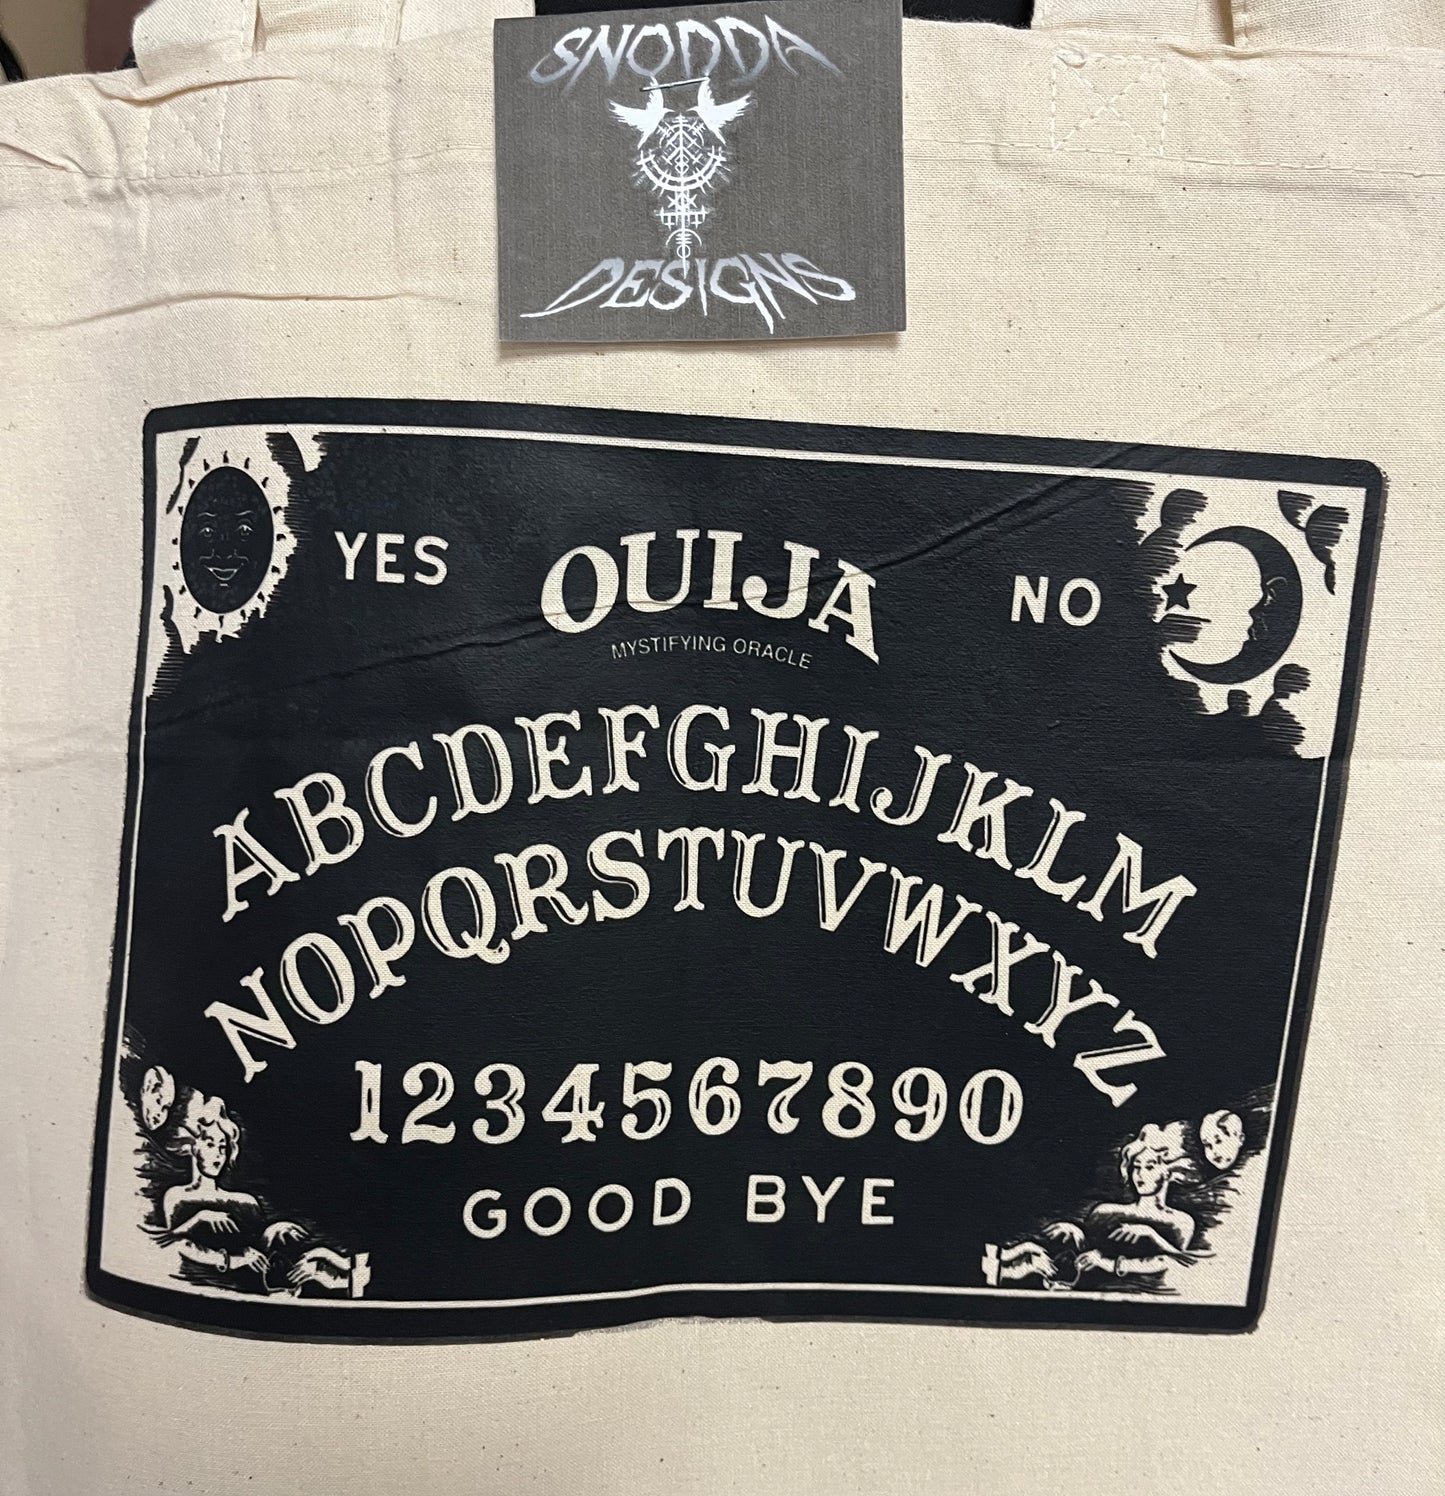 SNODDA
DESIGNS
YES OUIJA NO
MYSTIFYING ORACLE
ABCDEFGHIJKLM
NOPQRSTUVWXYZ
1234567890
GOOD BYE